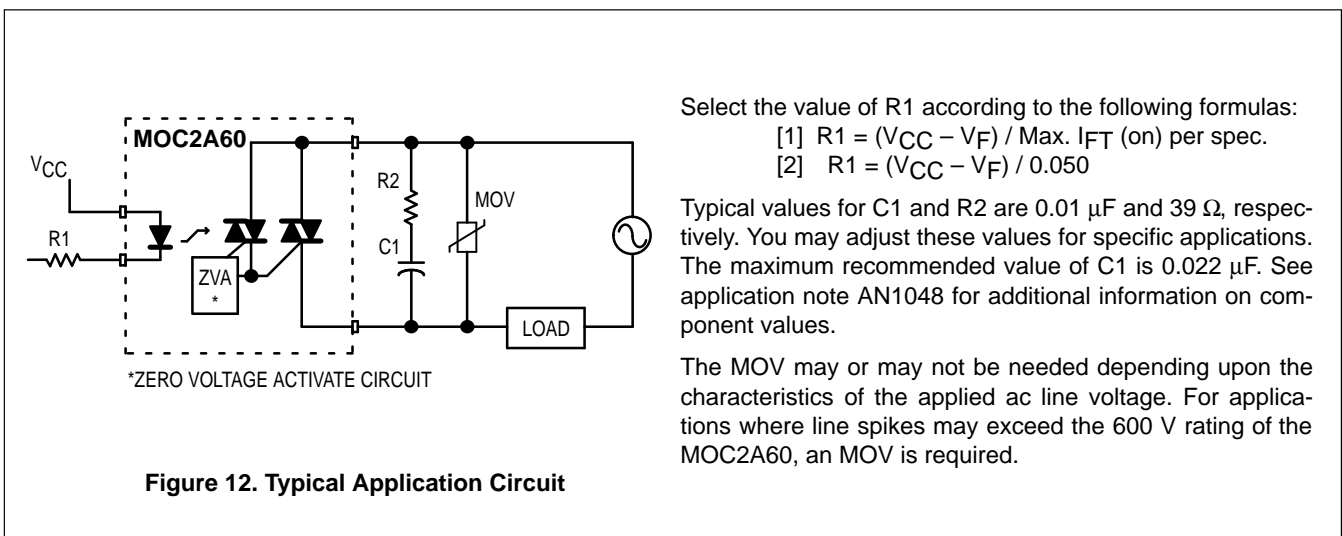 MOC2A60
VCC
R1
ZVA
*
R2
C1
MOV
LOAD
*ZERO VOLTAGE ACTIVATE CIRCUIT
Figure 12. Typical Application Circuit
Select the value of R1 according to the following formulas:
[1] R1 = (VCC – VF) / Max. IFT (on) per spec.
[2] R1 = (VCC – VF) / 0.050
Typical values for C1 and R2 are 0.01 μF and 39 Ω, respec-
tively. You may adjust these values for specific applications.
The maximum recommended value of C1 is 0.022 μF. See
application note AN1048 for additional information on com-
ponent values.
The MOV may or may not be needed depending upon the
characteristics of the applied ac line voltage. For applica-
tions where line spikes may exceed the 600 V rating of the
MOC2A60, an MOV is required.